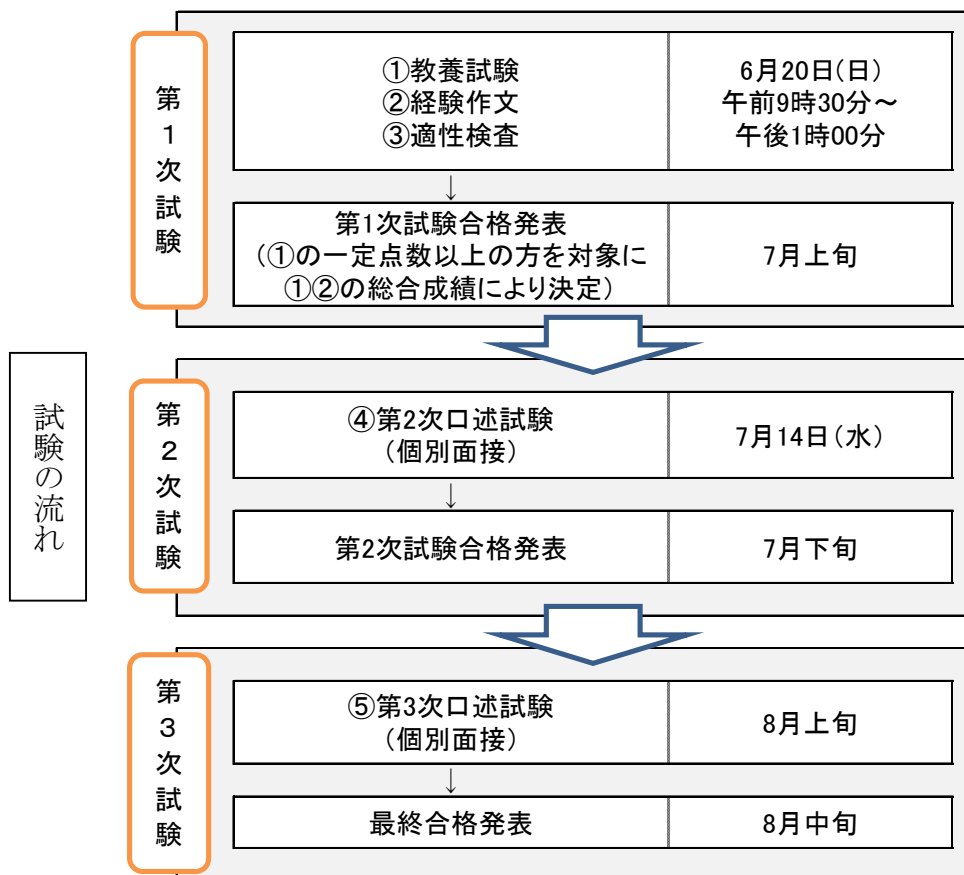 試験の流れ
第1次試験
①教養試験
②経験作文
③適性検査
6月20日(日)
午前9時30分～
午後1時00分
↓
第1次試験合格発表
(①の一定点数以上の方を対象に
①②の総合成績により決定)
7月上旬
第2次試験
④第2次口述試験
(個別面接)
7月14日(水)
↓
第2次試験合格発表
7月下旬
第3次試験
⑤第3次口述試験
(個別面接)
8月上旬
↓
最終合格発表
8月中旬